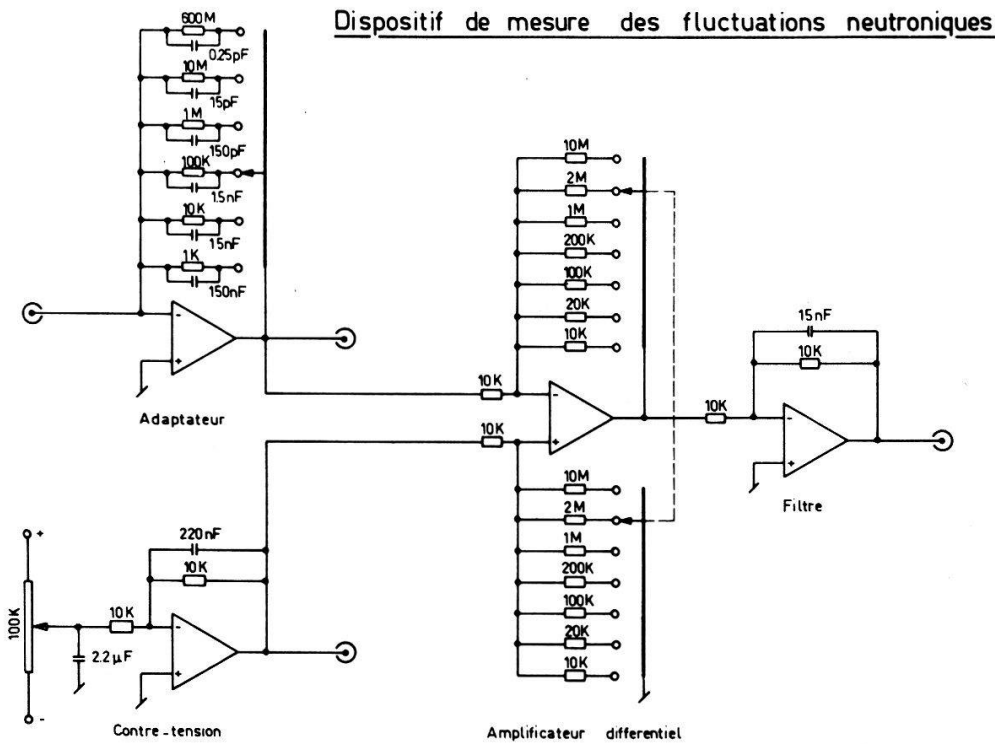 Dispositif de mesure des fluctuations neutroniques
600M
0.25pF
10M
15pF
1M
150pF
100K
1.5nF
10K
15nF
1K
150nF
-
+
Adaptateur
10M
2M
1M
200K
100K
20K
10K
10K
-
10K
+
10M
2M
1M
200K
100K
20K
10K
Amplificateur differentiel
15nF
10K
10K
-
+
Filtre
+
100K
-
2.2µF
10K
220nF
10K
-
+
Contre-tension